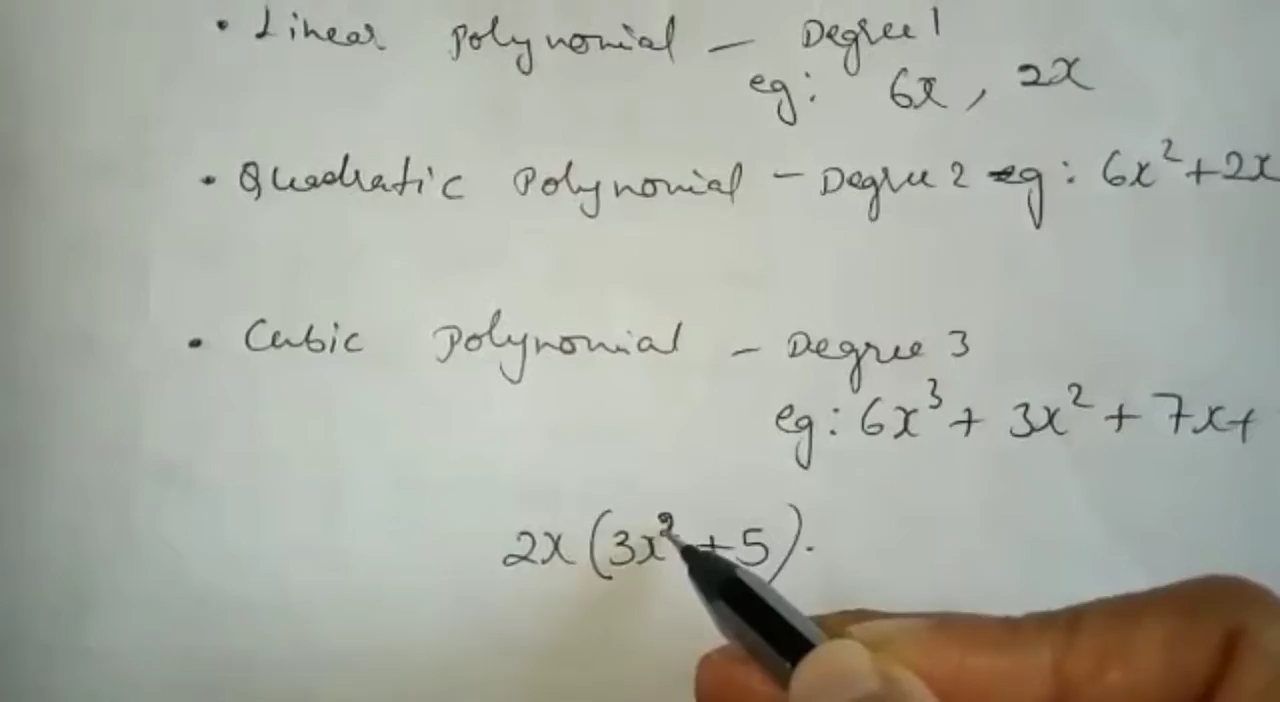 • Linear Polynomial - Degree 1
eg: 6x, 2x
• Quadratic Polynomial - Degree 2 eg: 6x² + 2x
• Cubic Polynomial - Degree 3
eg: 6x³ + 3x² + 7x +
2x (3x² + 5).